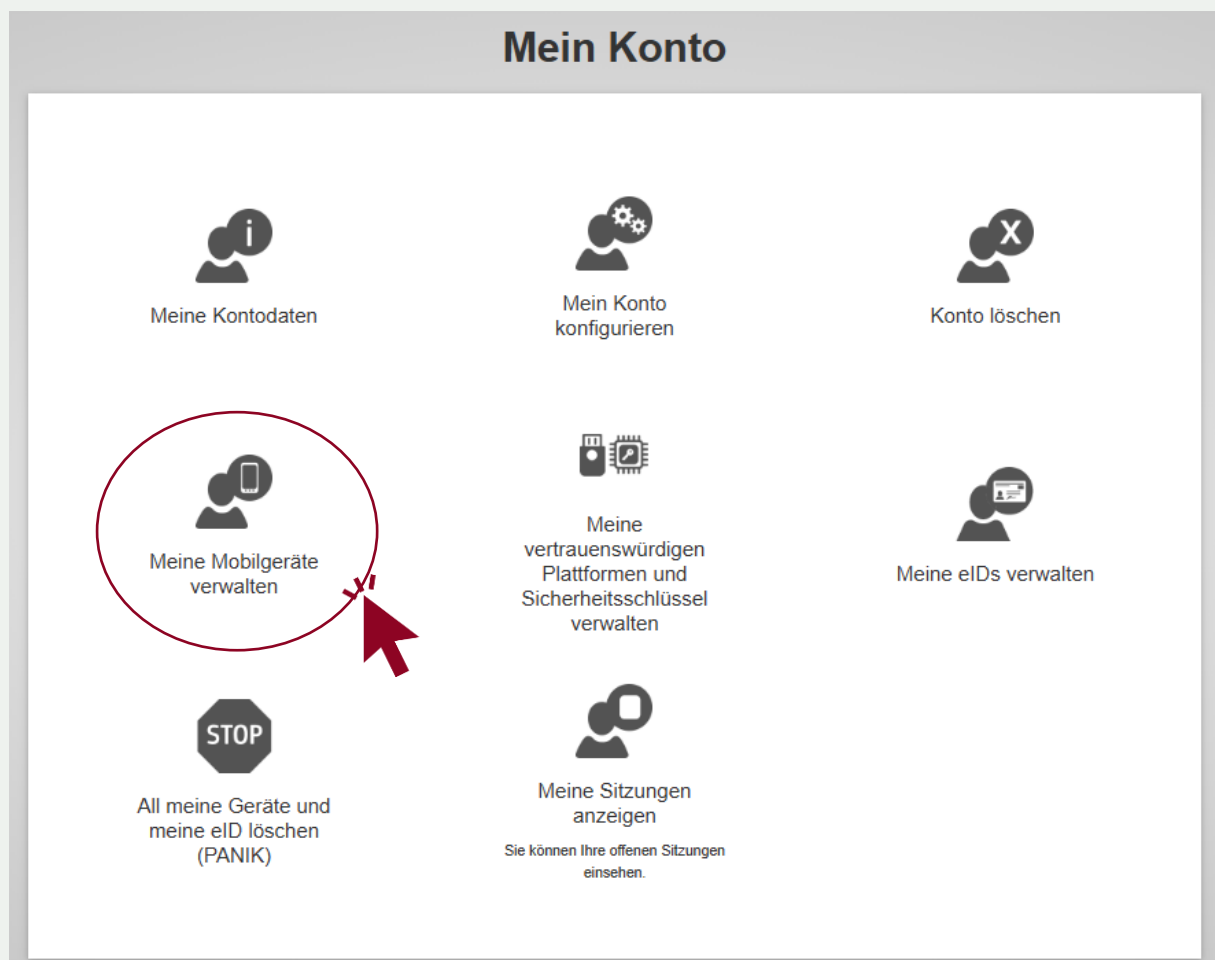 Mein Konto
i
X
Meine Kontodaten
Mein Konto
konfigurieren
Konto löschen
Meine Mobilgeräte
verwalten
Meine
vertrauenswürdigen
Plattformen und
Sicherheitsschlüssel
verwalten
Meine eIDs verwalten
STOP
All meine Geräte und
meine eID löschen
(PANIK)
Meine Sitzungen
anzeigen
Sie können Ihre offenen Sitzungen
einsehen.